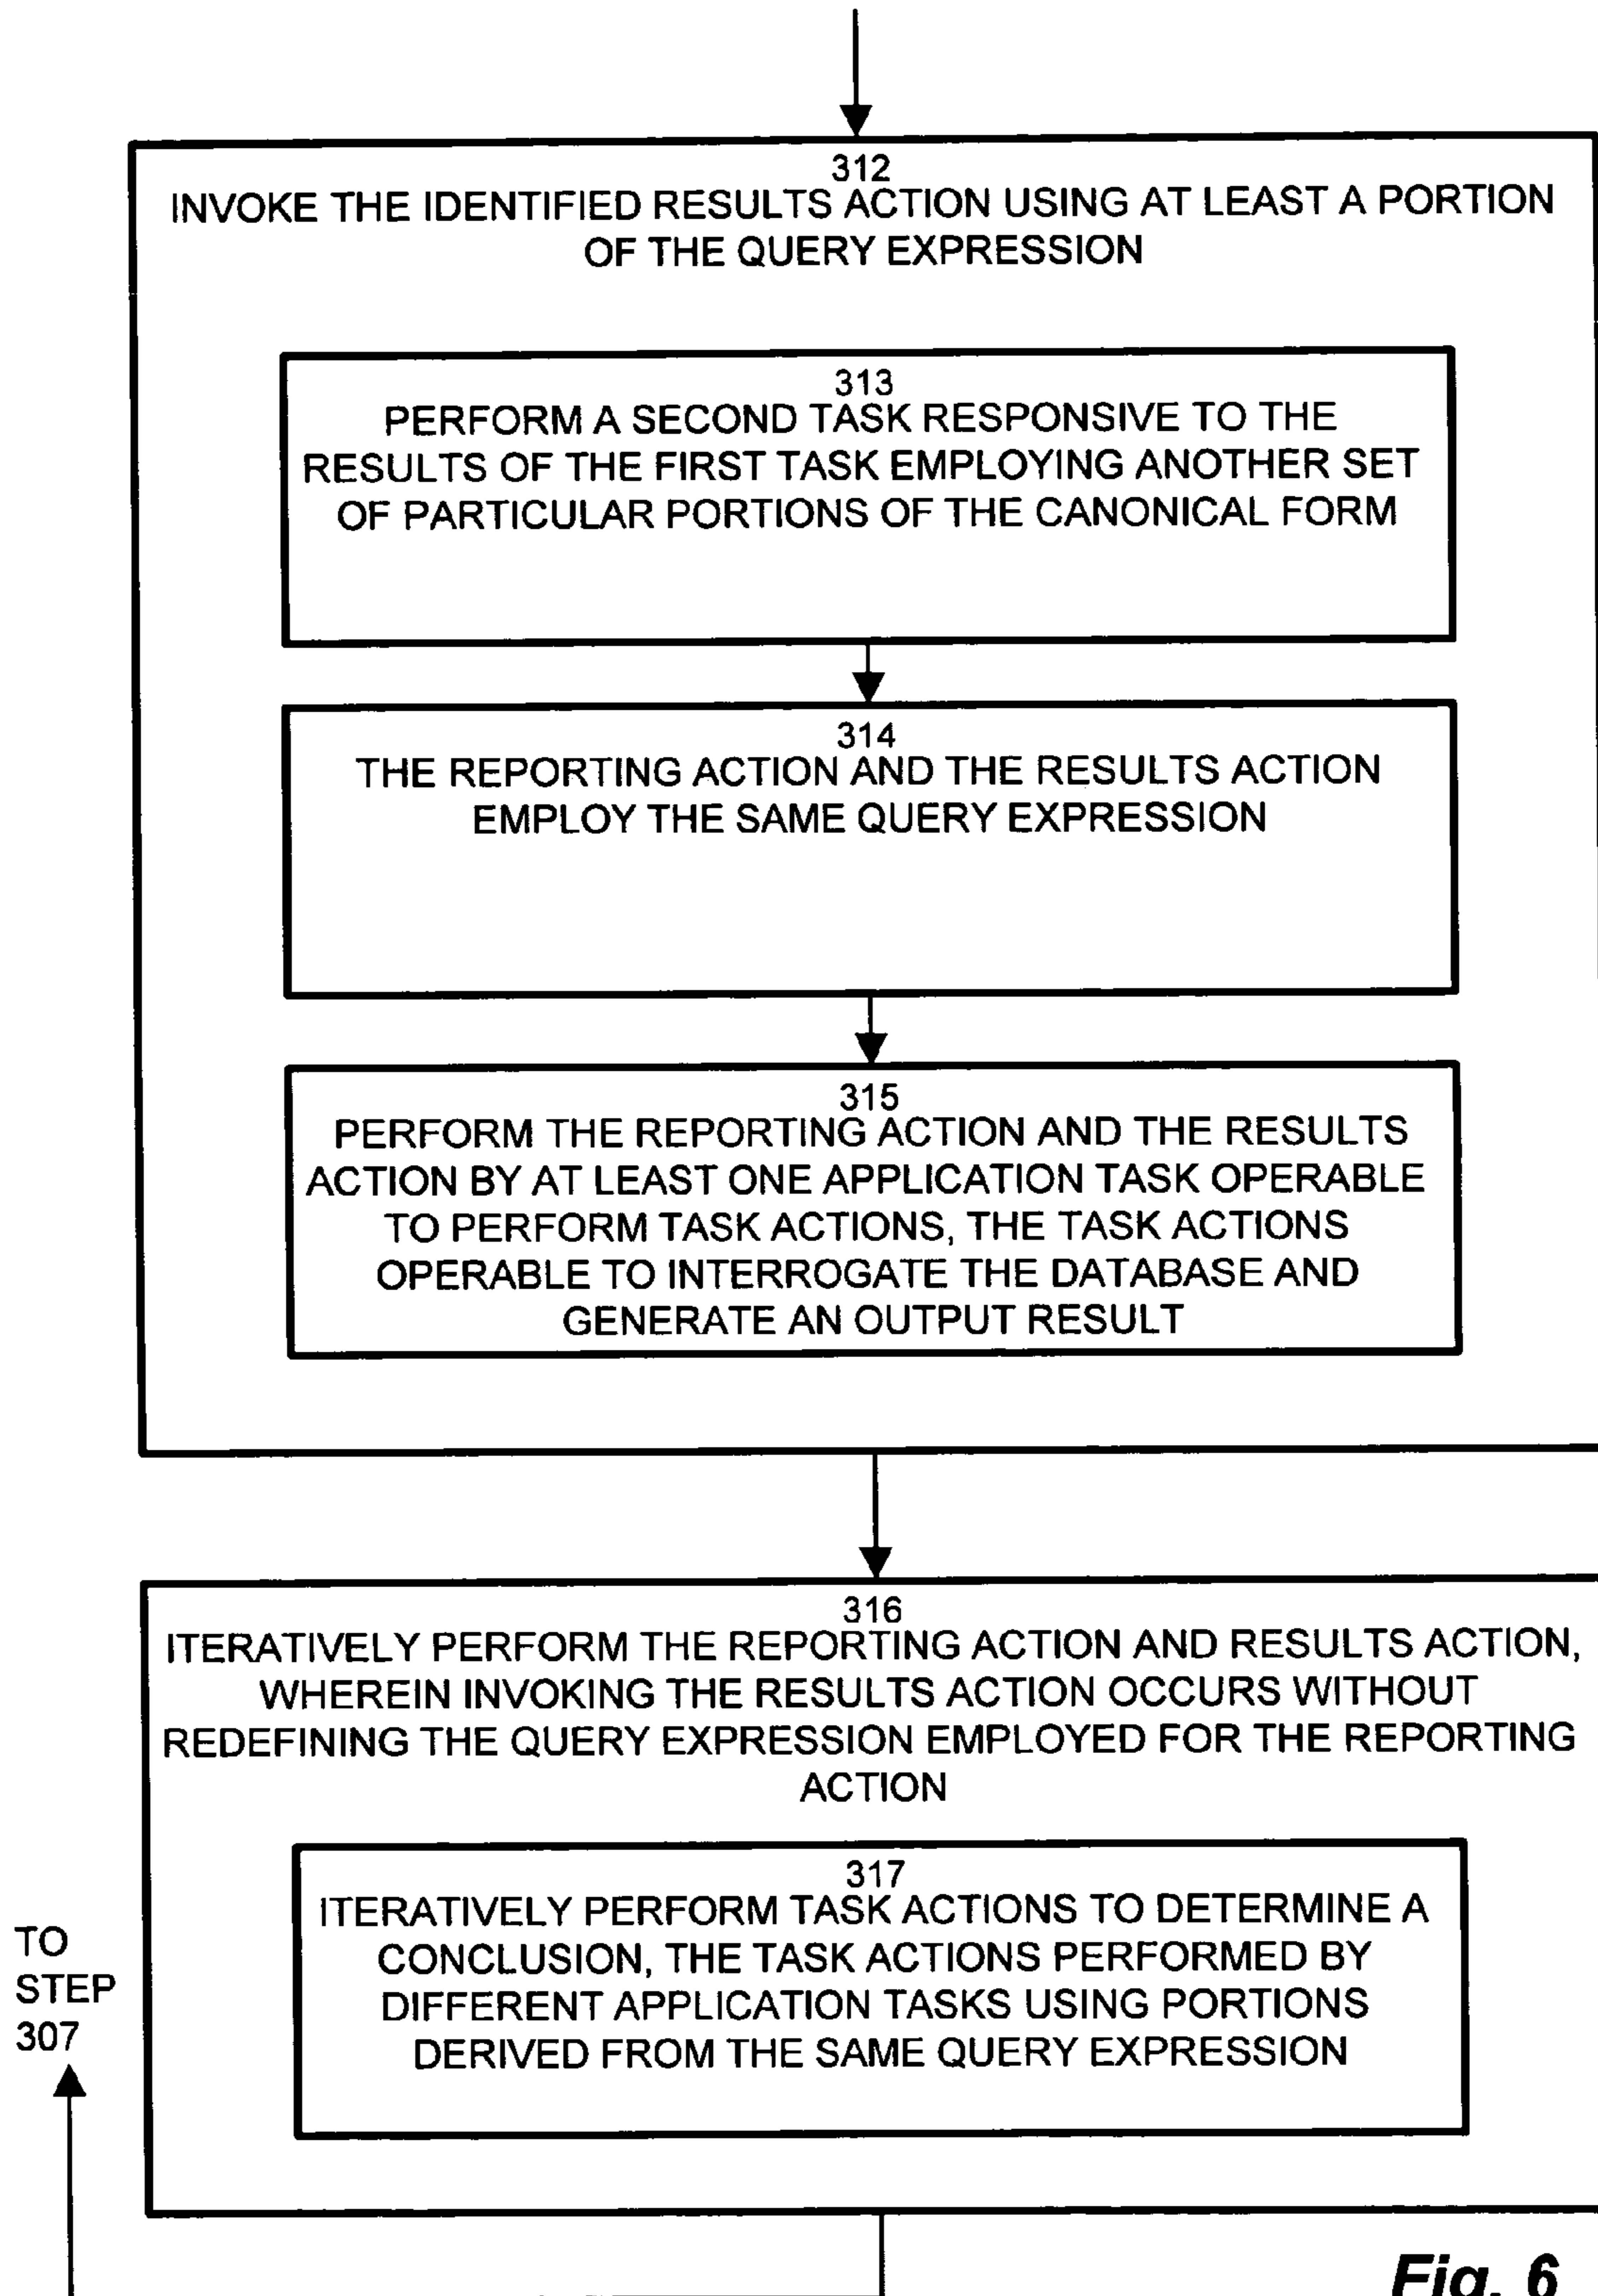 312
INVOKE THE IDENTIFIED RESULTS ACTION USING AT LEAST A PORTION
OF THE QUERY EXPRESSION
313
PERFORM A SECOND TASK RESPONSIVE TO THE
RESULTS OF THE FIRST TASK EMPLOYING ANOTHER SET
OF PARTICULAR PORTIONS OF THE CANONICAL FORM
314
THE REPORTING ACTION AND THE RESULTS ACTION
EMPLOY THE SAME QUERY EXPRESSION
315
PERFORM THE REPORTING ACTION AND THE RESULTS
ACTION BY AT LEAST ONE APPLICATION TASK OPERABLE
TO PERFORM TASK ACTIONS, THE TASK ACTIONS
OPERABLE TO INTERROGATE THE DATABASE AND
GENERATE AN OUTPUT RESULT
316
ITERATIVELY PERFORM THE REPORTING ACTION AND RESULTS ACTION,
WHEREIN INVOKING THE RESULTS ACTION OCCURS WITHOUT
REDEFINING THE QUERY EXPRESSION EMPLOYED FOR THE REPORTING
ACTION
317
ITERATIVELY PERFORM TASK ACTIONS TO DETERMINE A
CONCLUSION, THE TASK ACTIONS PERFORMED BY
DIFFERENT APPLICATION TASKS USING PORTIONS
DERIVED FROM THE SAME QUERY EXPRESSION
TO
STEP
307
Fig. 6